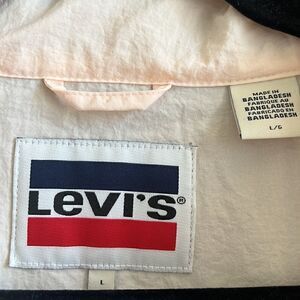 MADE IN
BANGLADESH
FABRIQUÉ AU
BANGLADESH
FABRICADO EN
BANGLADESH
L/G
Levi's®
L